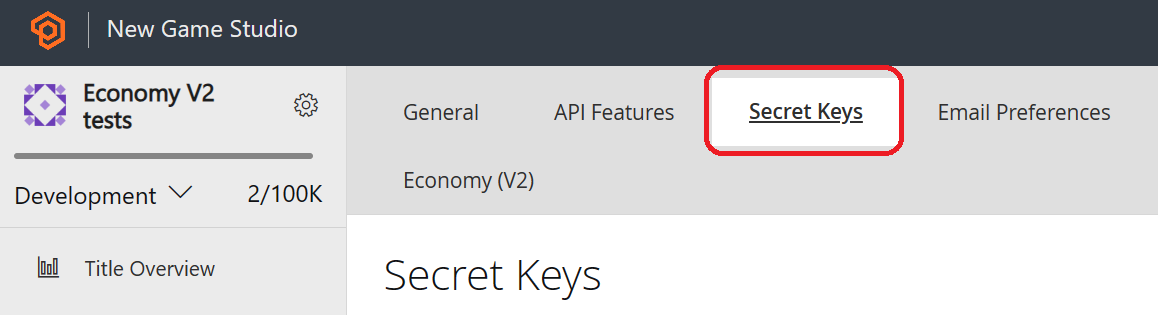 New Game Studio
Economy V2
tests
Development 2/100K
Title Overview
General API Features Secret Keys Email Preferences
Economy (V2)
Secret Keys